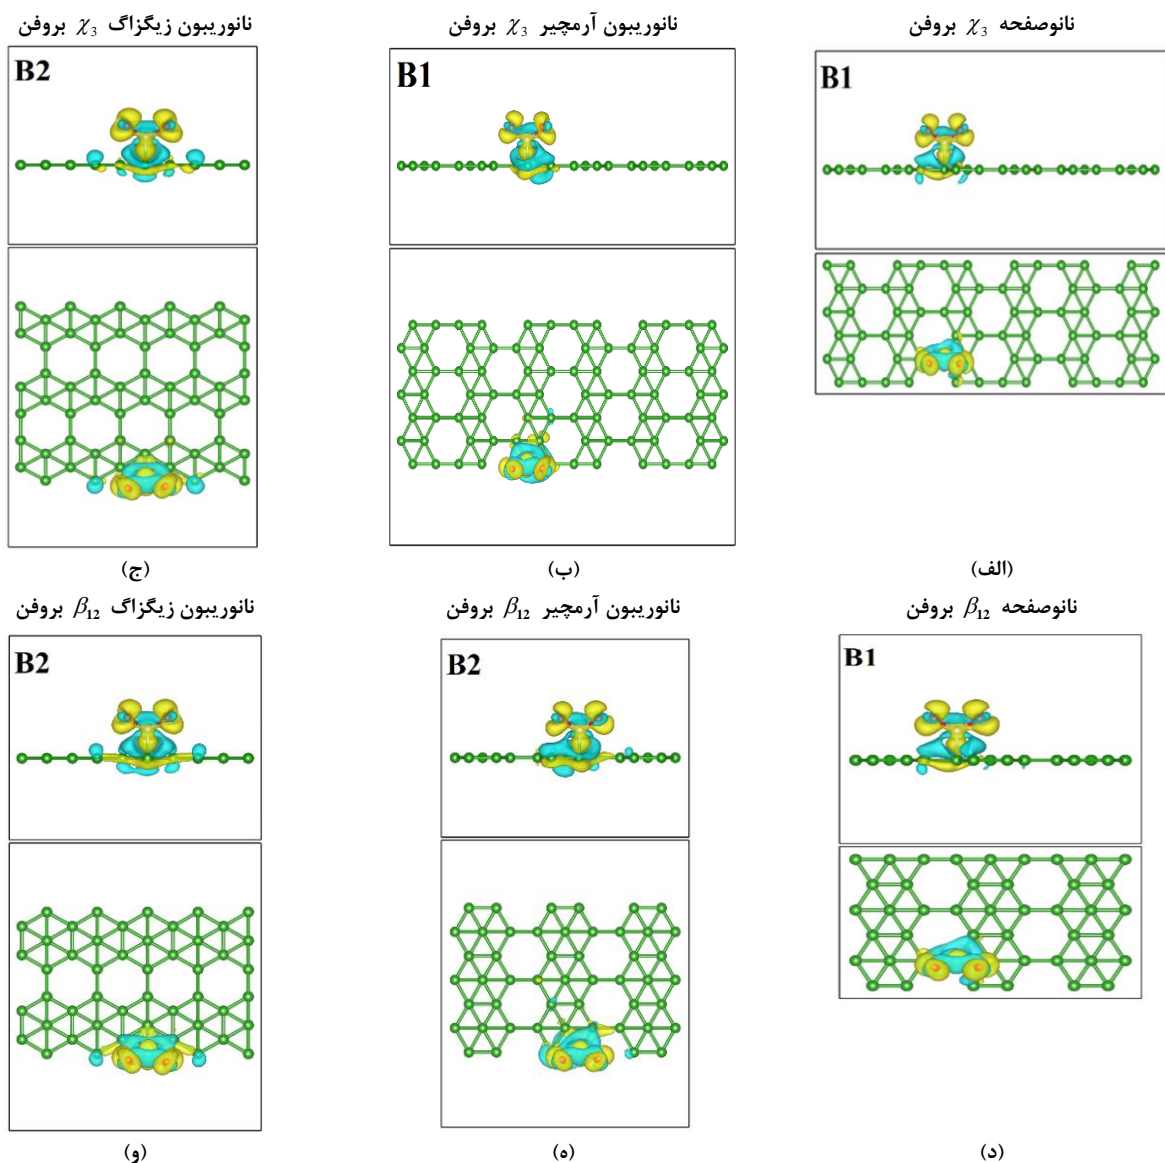 نانوصفحه χ3 بروفن
نانوریبون آرمچیر χ3 بروفن
نانوریبون زیگزاگ χ3 بروفن
B1
B1
B2
(الف)
(ب)
(ج)
نانوصفحه β12 بروفن
نانوریبون آرمچیر β12 بروفن
نانوریبون زیگزاگ β12 بروفن
B1
B2
B2
(د)
(ه)
(و)